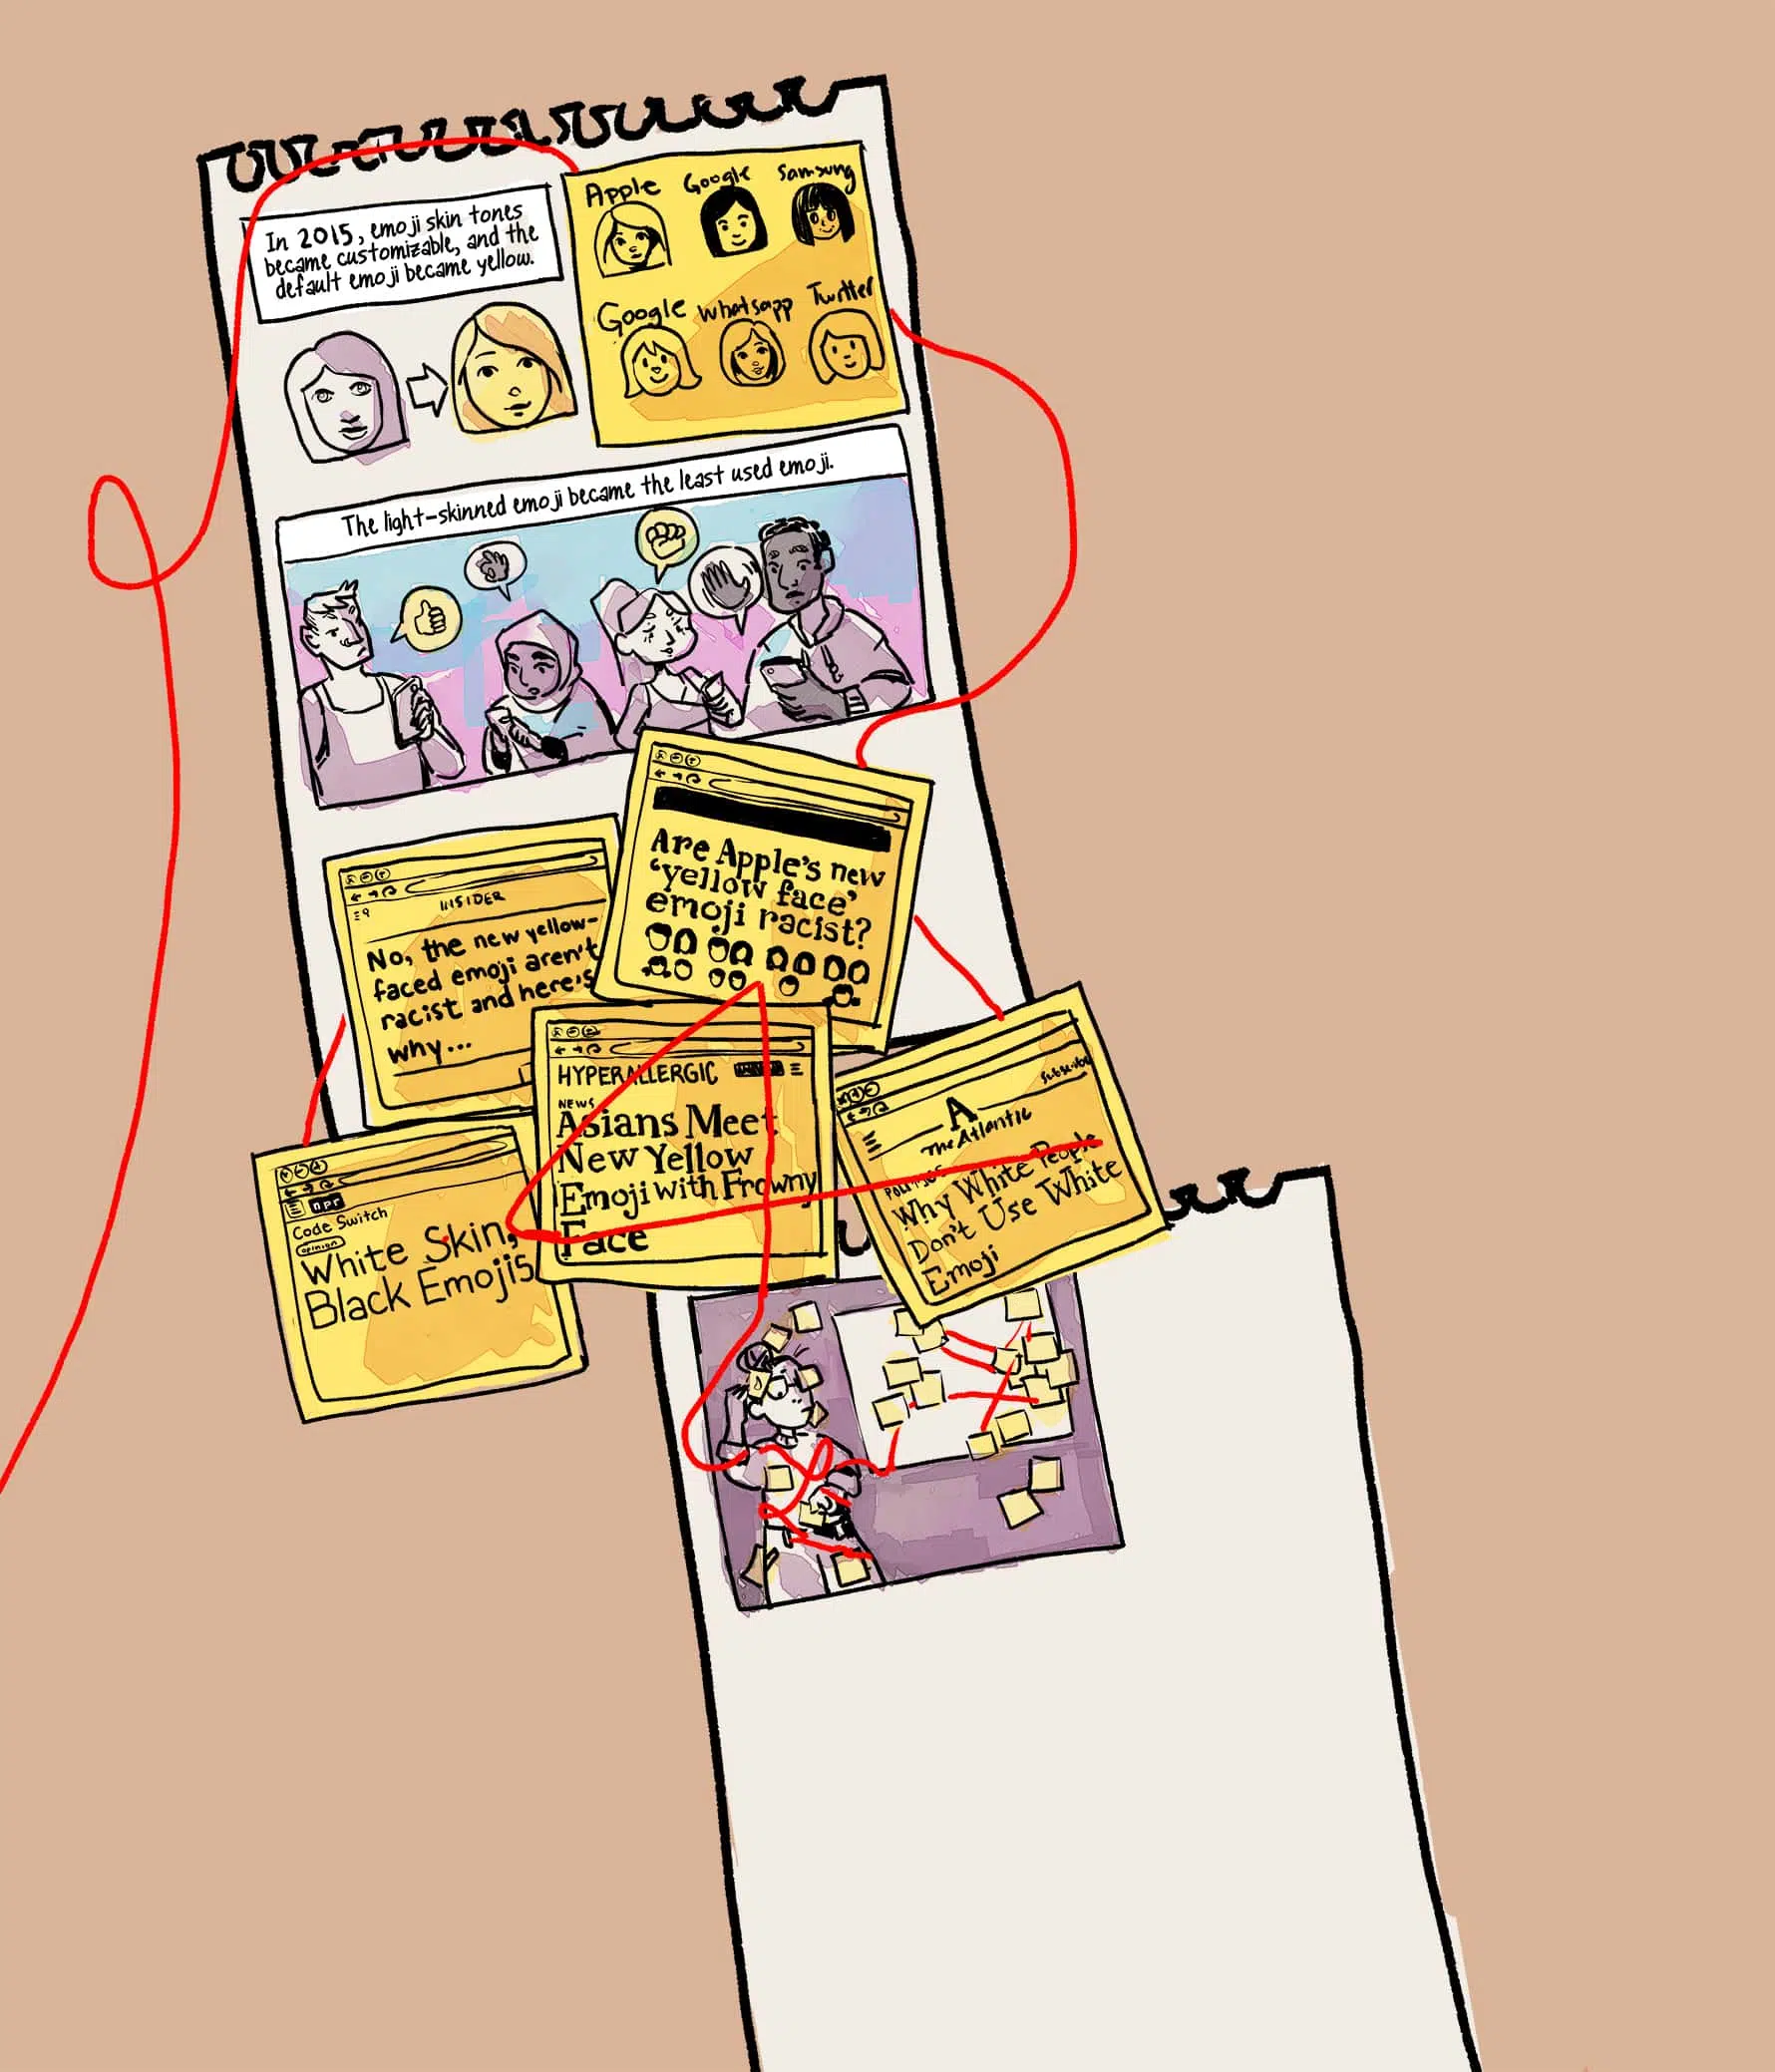 In 2015, emoji skin tones
became customizable, and the
default emoji became yellow.
Apple Google Samsung
Google Whatsapp Twitter
The light-skinned emoji became the least used emoji.
Are Apple's new
'yellow face'
emoji racist?
INSIDER
No, the new yellow-
faced emoji aren't
racist and here's
why...
HYPERALLERGIC
NEWS
Asians Meet
New Yellow
Emoji with Frowny
Face
Subscribe
A
The Atlantic
POLITICS
Why White People
Don't Use White
Emoji
npr
Code Switch
opinion
White Skin,
Black Emojis